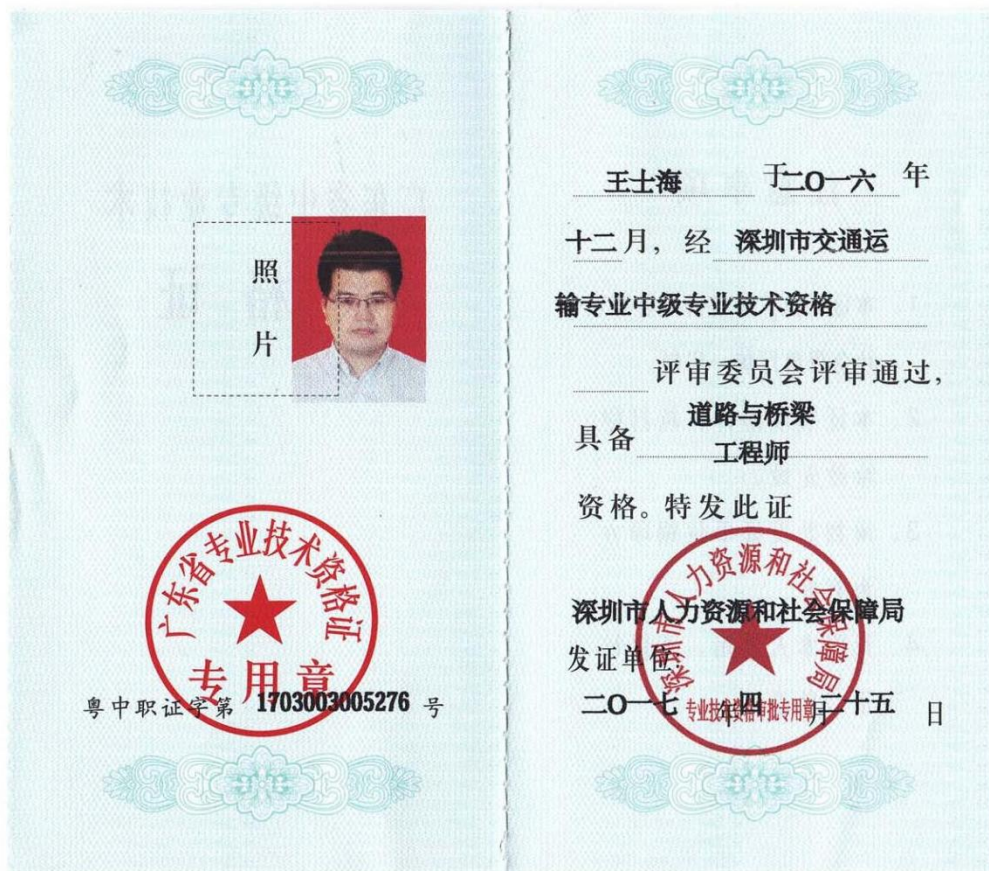 照
片
广东省专业技术资格证
专用章
粤中职证字第 1703003005276 号
王士海 于二〇一六 年
十二月，经 深圳市交通运
输专业中级专业技术资格
评审委员会评审通过，
道路与桥梁
具备
工程师
资格。特发此证
深圳市人力资源和社会保障局
深圳市人力资源和社会保障局
发证单位：
二〇一七 年四 月二十五 日
专业技术资格审批专用章